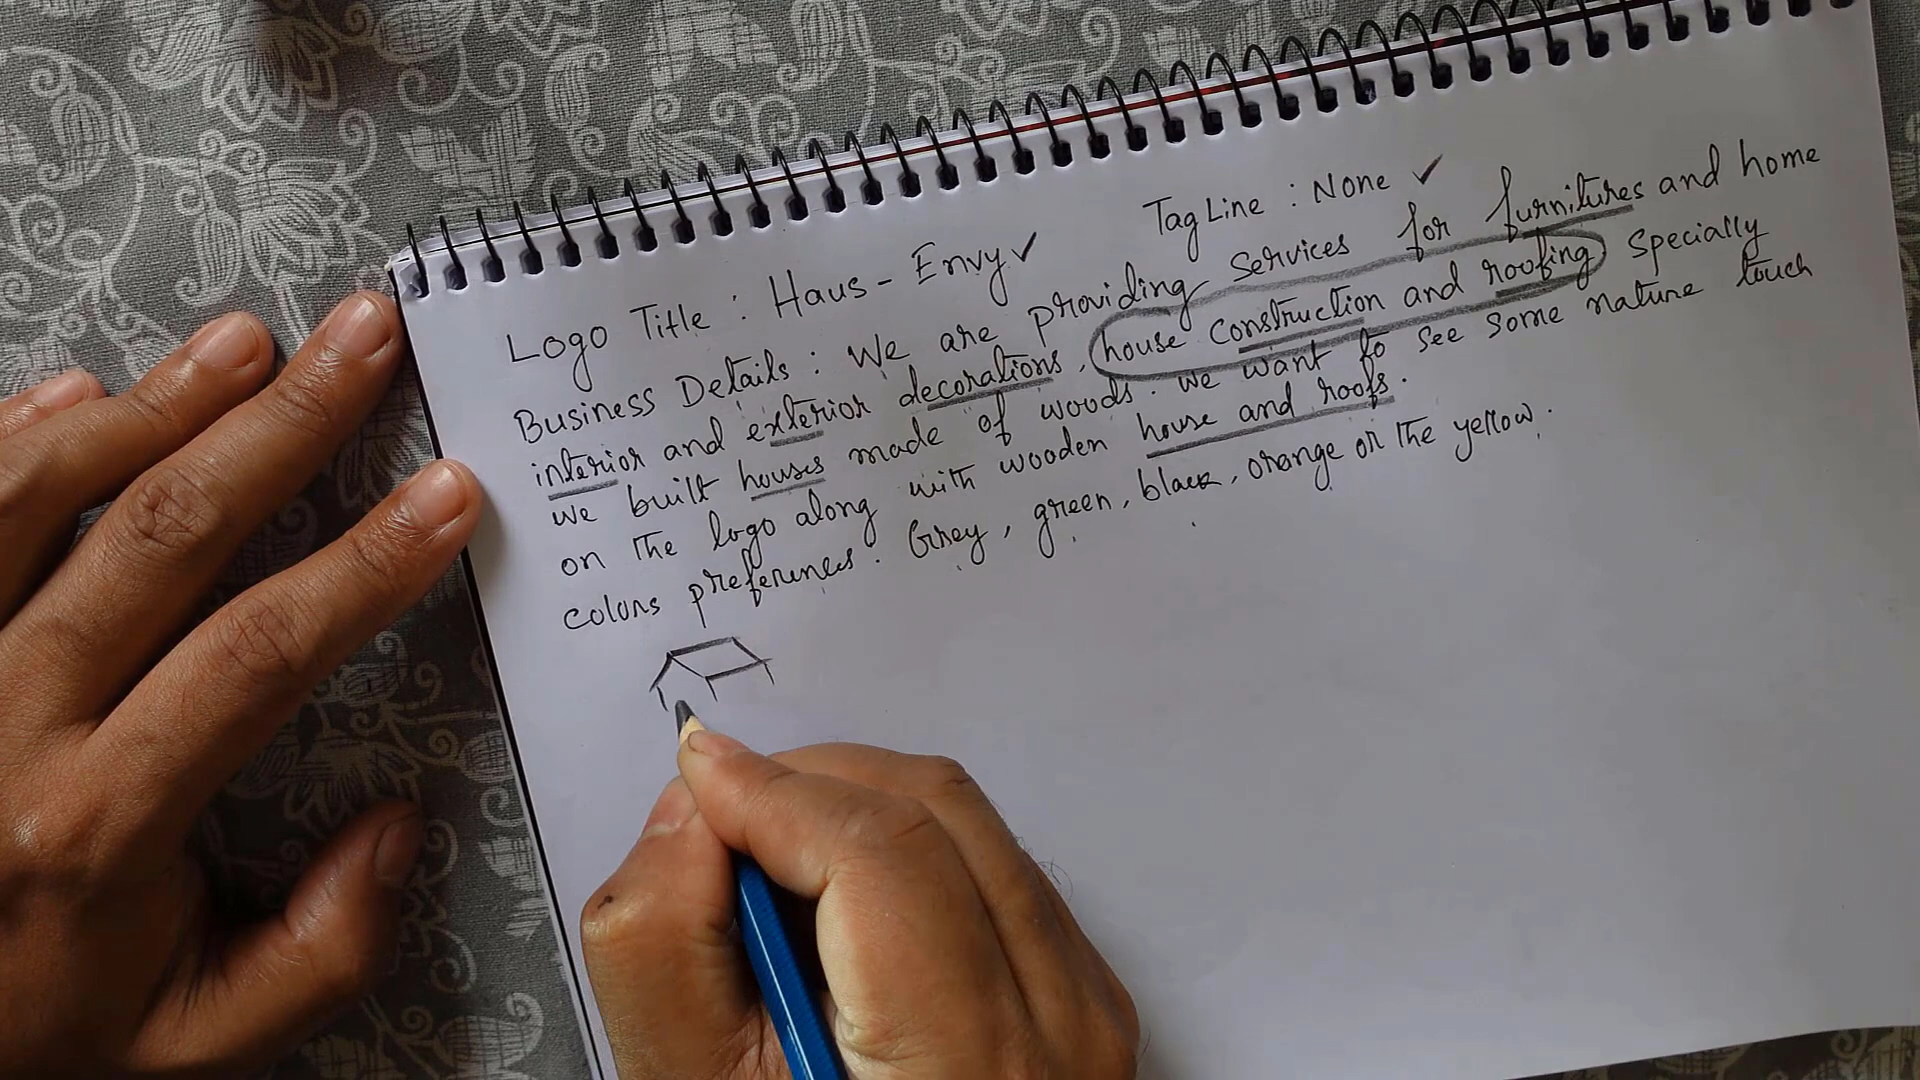 Logo Title : Haus-Envy ✓ TagLine : None ✓
Business Details : We are providing services for furnitures and home
interior and exterior decorations, house construction and roofing specially
we built houses made of woods. we want to see some nature touch
on the logo along with wooden house and roofs.
colors preferences. Grey, green, black, orange or the yellow.